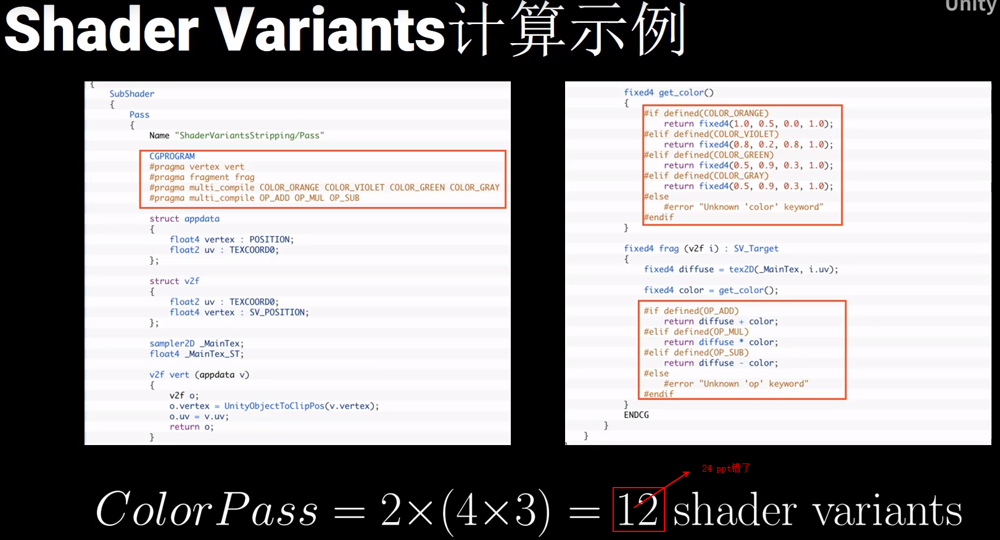 Unity
Shader Variants计算示例
{
SubShader
{
Pass
{
Name "ShaderVariantsStripping/Pass"
CGPROGRAM
#pragma vertex vert
#pragma fragment frag
#pragma multi_compile COLOR_ORANGE COLOR_VIOLET COLOR_GREEN COLOR_GRAY
#pragma multi_compile OP_ADD OP_MUL OP_SUB
struct appdata
{
float4 vertex : POSITION;
float2 uv : TEXCOORD0;
};
struct v2f
{
float2 uv : TEXCOORD0;
float4 vertex : SV_POSITION;
};
sampler2D _MainTex;
float4 _MainTex_ST;
v2f vert (appdata v)
{
v2f o;
o.vertex = UnityObjectToClipPos(v.vertex);
o.uv = v.uv;
return o;
}
fixed4 get_color()
{
#if defined(COLOR_ORANGE)
return fixed4(1.0, 0.5, 0.0, 1.0);
#elif defined(COLOR_VIOLET)
return fixed4(0.8, 0.2, 0.8, 1.0);
#elif defined(COLOR_GREEN)
return fixed4(0.5, 0.9, 0.3, 1.0);
#elif defined(COLOR_GRAY)
return fixed4(0.5, 0.9, 0.3, 1.0);
#else
#error "Unknown 'color' keyword"
#endif
}
fixed4 frag (v2f i) : SV_Target
{
fixed4 diffuse = tex2D(_MainTex, i.uv);
fixed4 color = get_color();
#if defined(OP_ADD)
return diffuse + color;
#elif defined(OP_MUL)
return diffuse * color;
#elif defined(OP_SUB)
return diffuse - color;
#else
#error "Unknown 'op' keyword"
#endif
}
ENDCG
}
}
24 ppt错了
ColorPass = 2×(4×3) = 12 shader variants